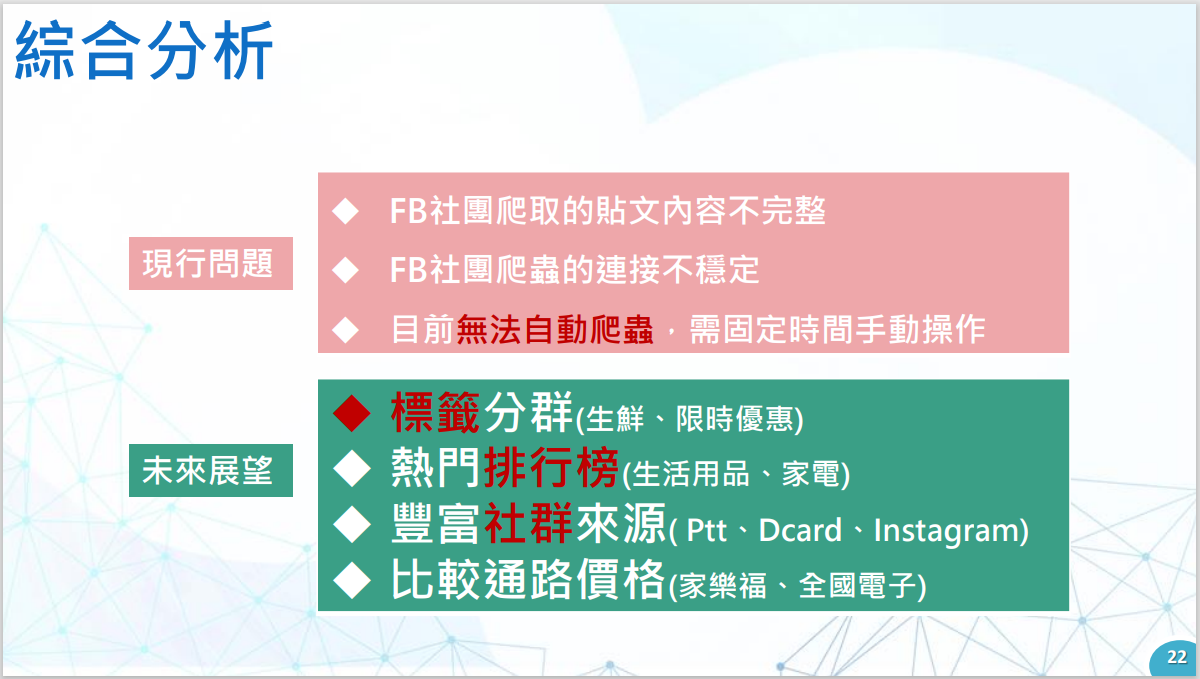 綜合分析
現行問題
◆ FB社團爬取的貼文內容不完整
◆ FB社團爬蟲的連接不穩定
◆ 目前無法自動爬蟲，需固定時間手動操作
未來展望
◆ 標籤分群(生鮮、限時優惠)
◆ 熱門排行榜(生活用品、家電)
◆ 豐富社群來源( Ptt、Dcard、Instagram)
◆ 比較通路價格(家樂福、全國電子)
22